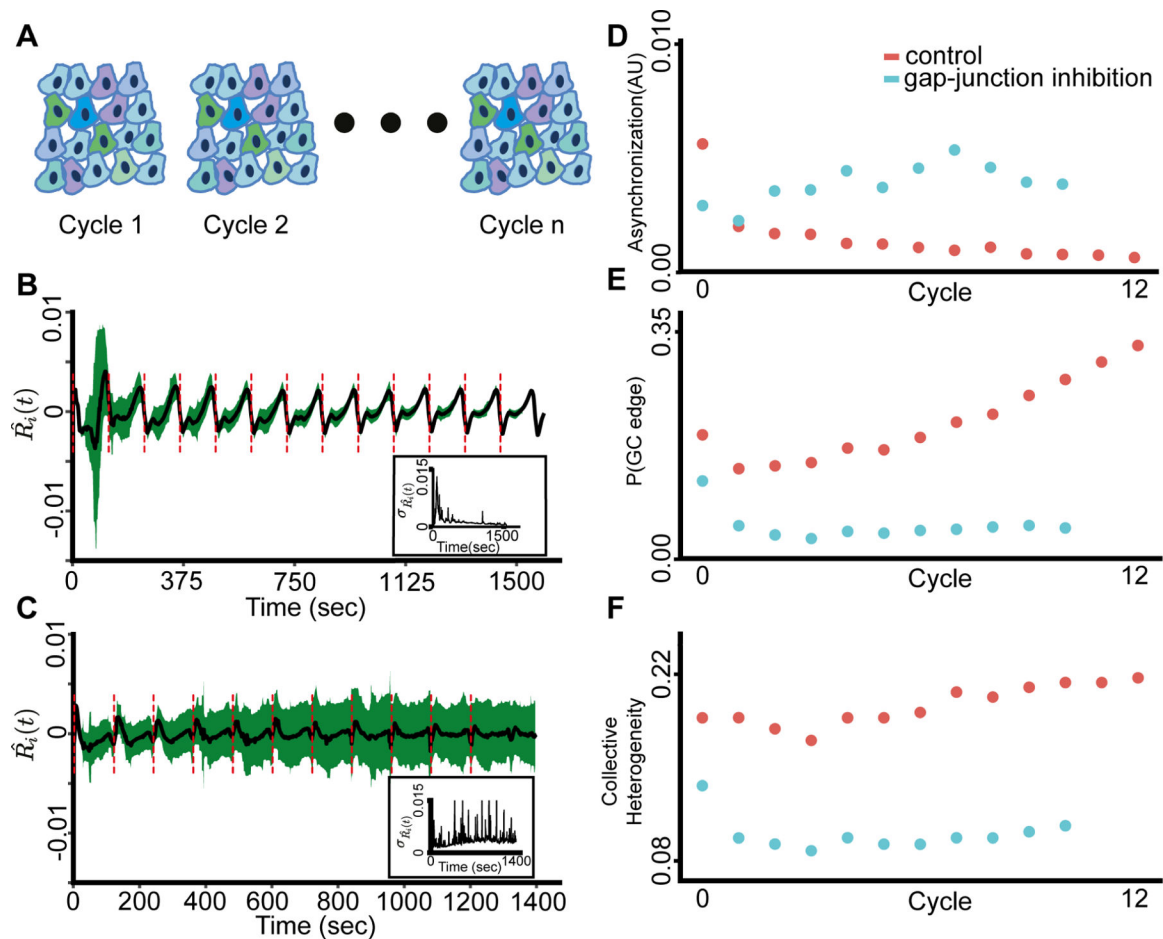 A
Cycle 1
Cycle 2
Cycle n
B
0.01
0
-0.01
R̂ᵢ(t)
0
375
750
1125
1500
Time (sec)
0.015
0
σ R̂ᵢ(t)
0
1500
Time(sec)
C
0.01
0
-0.01
R̂ᵢ(t)
0
200
400
600
800
1000
1200
1400
Time (sec)
0.015
0
σ R̂ᵢ(t)
0
1400
Time (sec)
D
0.010
0.00
Asynchronization(AU)
control
gap-junction inhibition
0
Cycle
12
E
0.35
0.00
P(GC edge)
0
Cycle
12
F
0.22
0.08
Collective
Heterogeneity
0
Cycle
12